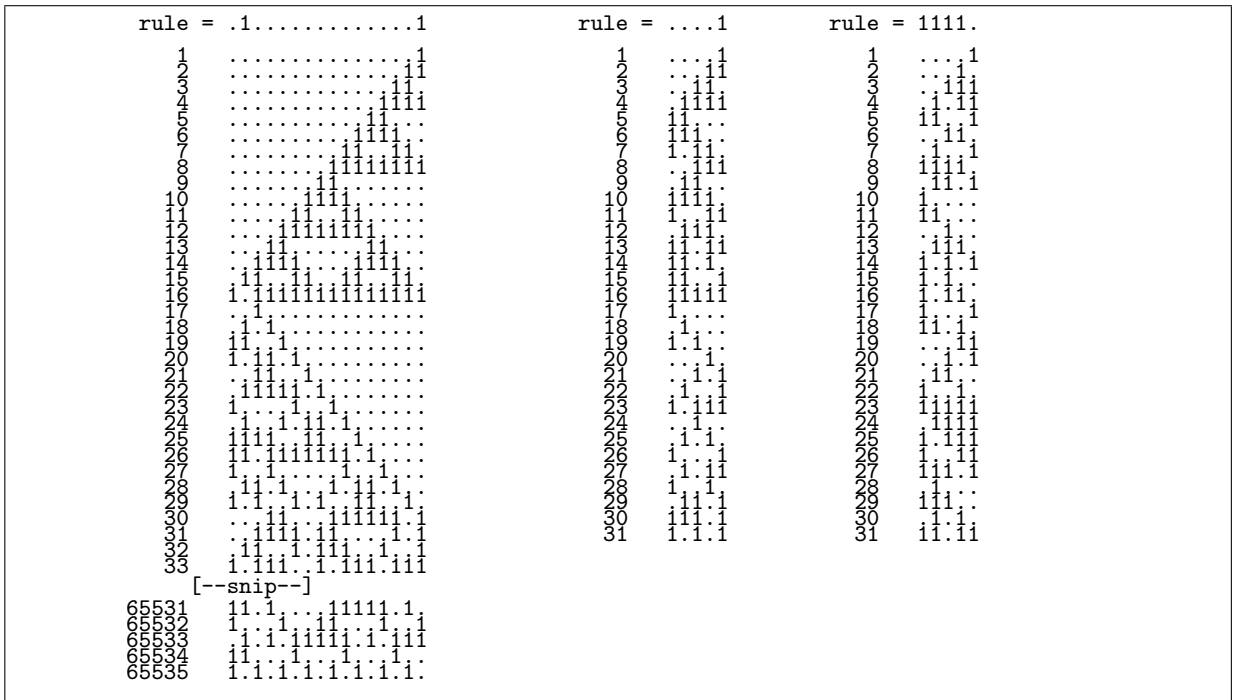 rule = .1.............1 rule = ....1 rule = 1111.
1 ...............1 1 ....1 1 ....1
2 ..............11 2 ...11 2 ...1.
3 .............11. 3 ..11. 3 ..111
4 ............1111 4 .1111 4 .1.11
5 ...........11... 5 11... 5 11..1
6 ..........1111.. 6 111.. 6 ..11.
7 .........11..11. 7 1.11. 7 .1..1
8 ........11111111 8 ..111 8 1111.
9 .......11....... 9 .11.. 9 .11.1
10 ......1111...... 10 1111. 10 1....
11 .....11..11..... 11 1..11 11 11...
12 ....11111111.... 12 .111. 12 ..1..
13 ...11......11... 13 11.11 13 .111.
14 ..1111....1111.. 14 11.1. 14 1.1.1
15 .11..11..11..11. 15 11..1 15 1.1..
16 1.11111111111111 16 11111 16 1.11.
17 ..1............. 17 1.... 17 1...1
18 .1.1............ 18 .1... 18 11.1.
19 11..1........... 19 1.1.. 19 ...11
20 1.11.1.......... 20 ...1. 20 ..1.1
21 ..11..1......... 21 ..1.1 21 .11..
22 .11111.1........ 22 .1..1 22 1..1.
23 1....1..1....... 23 1.111 23 11111
24 .1..1.11.1...... 24 ..1.. 24 .1111
25 1111..11..1..... 25 .1.1. 25 1.111
26 11.1111111.1.... 26 1...1 26 1..11
27 1..1.....1..1... 27 .1.11 27 111.1
28 .11.1...1.11.1.. 28 1..1. 28 .1...
29 1.1..1.1..11..1. 29 .11.1 29 111..
30 ...11...111111.1 30 111.1 30 .1.1.
31 ..1111.11....1.1 31 1.1.1 31 11.11
32 .11..1.111..1..1
33 1.111..1.111.111
[--snip--]
65531 11.1....11111.1.
65532 1...1..11...1..1
65533 .1.1.11111.1.111
65534 11...1...1...1..
65535 1.1.1.1.1.1.1.1.